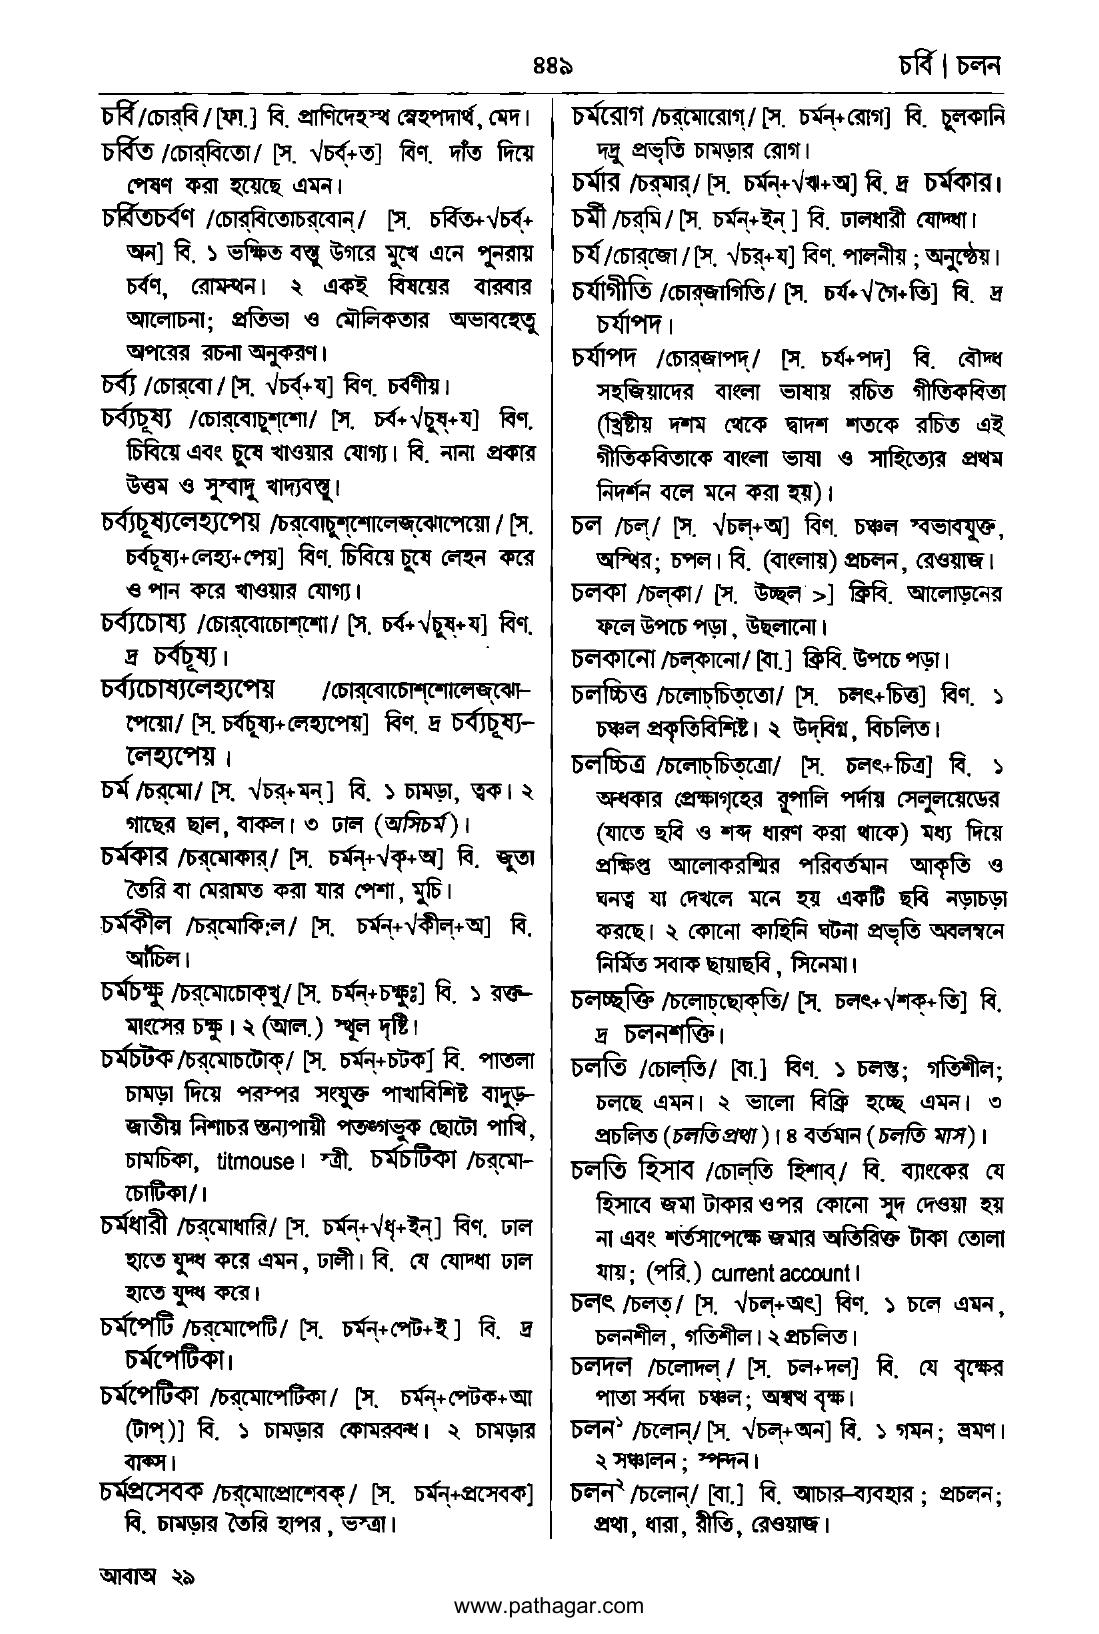 ৪৪৯
চর্বি | চলন
চর্বি /চোর্‌বি/ [ফা.] বি. প্রাণিদেহস্থ স্নেহপদার্থ, মেদ।
চর্বিত /চোর্‌বিতো/ [স. √চর্ব্+ত] বিণ. দাঁত দিয়ে
পেষণ করা হয়েছে এমন।
চর্বিতচর্বণ /চোর্‌বিতোচর্‌বোন্/ [স. চর্বিত+√চর্ব্+
অন] বি. ১ ভক্ষিত বস্তু উগরে মুখে এনে পুনরায়
চর্বণ, রোমন্থন। ২ একই বিষয়ের বারবার
আলোচনা; প্রতিভা ও মৌলিকতার অভাবহেতু
অপরের রচনা অনুকরণ।
চর্ব্য /চোর্‌বো/ [স. √চর্ব্+য] বিণ. চর্বণীয়।
চর্ব্যচূষ্য /চোর্‌বোচুশ্‌শো/ [স. চর্ব+√চুষ্+য] বিণ.
চিবিয়ে এবং চুষে খাওয়ার যোগ্য। বি. নানা প্রকার
উত্তম ও সুস্বাদু খাদ্যবস্তু।
চর্ব্যচূষ্যলেহ্যপেয় /চর্‌বোচুশ্‌শোলেজ্‌ঝোপেয়ো/ [স.
চর্বচূষ্য+লেহ্য+পেয়] বিণ. চিবিয়ে চুষে লেহন করে
ও পান করে খাওয়ার যোগ্য।
চর্ব্যচোষ্য /চোর্‌বোচোশ্‌শো/ [স. চর্ব+√চুষ্+য] বিণ.
দ্র চর্বচূষ্য।
চর্ব্যচোষ্যলেহ্যপেয় /চোর্‌বোচোশ্‌শোলেজ্‌ঝো-
পেয়ো/ [স. চর্বচূষ্য+লেহ্যপেয়] বিণ. দ্র চর্ব্যচূষ্য-
লেহ্যপেয়।
চর্ম /চর্‌মো/ [স. √চর্+মন্] বি. ১ চামড়া, ত্বক। ২
গাছের ছাল, বাকল। ৩ ঢাল (অসিচর্ম)।
চর্মকার /চর্‌মোকার্/ [স. চর্মন্+√কৃ+অ] বি. জুতা
তৈরি বা মেরামত করা যার পেশা, মুচি।
চর্মকীল /চর্‌মোকি:ল/ [স. চর্মন্+√কীল্+অ] বি.
আঁচিল।
চর্মচক্ষু /চর্‌মোচোক্‌খু/ [স. চর্মন্+চক্ষুঃ] বি. ১ রক্ত-
মাংসের চক্ষু। ২ (আল.) স্থূল দৃষ্টি।
চর্মচটক /চর্‌মোচটোক্/ [স. চর্মন্+চটক] বি. পাতলা
চামড়া দিয়ে পরস্পর সংযুক্ত পাখাবিশিষ্ট বাদুড়-
জাতীয় নিশাচর স্তন্যপায়ী পতঙ্গভুক ছোটো পাখি,
চামচিকা, titmouse। স্ত্রী. চর্মচটিকা /চর্‌মো-
চোটিকা/।
চর্মধারী /চর্‌মোধারি/ [স. চর্মন্+√ধৃ+ইন্] বিণ. ঢাল
হাতে যুদ্ধ করে এমন, ঢালী। বি. যে যোদ্ধা ঢাল
হাতে যুদ্ধ করে।
চর্মপেটি /চর্‌মোপেটি/ [স. চর্মন্+পেট+ই] বি. দ্র
চর্মপেটিকা।
চর্মপেটিকা /চর্‌মোপেটিকা/ [স. চর্মন্+পেটক+আ
(টাপ্)] বি. ১ চামড়ার কোমরবন্ধ। ২ চামড়ার
বাক্স।
চর্মপ্রসেবক /চর্‌মোপ্রোশেবক্/ [স. চর্মন্+প্রসেবক]
বি. চামড়ার তৈরি হাপর, ভস্ত্রা।
চর্মরোগ /চর্‌মোরোগ্/ [স. চর্মন্+রোগ] বি. চুলকানি
দদ্রু প্রভৃতি চামড়ার রোগ।
চর্মার /চর্‌মার্/ [স. চর্মন্+√ঋ+অ] বি. দ্র চর্মকার।
চর্মী /চর্‌মি/ [স. চর্মন্+ইন্] বি. ঢালধারী যোদ্ধা।
চর্য /চোর্‌জো/ [স. √চর্+য] বিণ. পালনীয়; অনুষ্ঠেয়।
চর্যাগীতি /চোর্‌জাগিতি/ [স. চর্য+√গৈ+তি] বি. দ্র
চর্যাপদ।
চর্যাপদ /চোর্‌জাপদ্/ [স. চর্য+পদ] বি. বৌদ্ধ
সহজিয়াদের বাংলা ভাষায় রচিত গীতিকবিতা
(খ্রিষ্টীয় দশম থেকে দ্বাদশ শতকে রচিত এই
গীতিকবিতাকে বাংলা ভাষা ও সাহিত্যের প্রথম
নিদর্শন বলে মনে করা হয়)।
চল /চল্/ [স. √চল্+অ] বিণ. চঞ্চল স্বভাবযুক্ত,
অস্থির; চপল। বি. (বাংলায়) প্রচলন, রেওয়াজ।
চলকা /চল্‌কা/ [স. উচ্ছল >] ক্রিবি. আলোড়নের
ফলে উপচে পড়া, উছলানো।
চলকানো /চল্‌কানো/ [বা.] ক্রিবি. উপচে পড়া।
চলচ্চিত্ত /চলোচ্‌চিত্‌তো/ [স. চলৎ+চিত্ত] বিণ. ১
চঞ্চল প্রকৃতিবিশিষ্ট। ২ উদ্‌বিগ্ন, বিচলিত।
চলচ্চিত্র /চলোচ্‌চিত্‌ত্রো/ [স. চলৎ+চিত্র] বি. ১
অন্ধকার প্রেক্ষাগৃহের রূপালি পর্দায় সেলুলয়েডের
(যাতে ছবি ও শব্দ ধারণ করা থাকে) মধ্য দিয়ে
প্রক্ষিপ্ত আলোকরশ্মির পরিবর্তমান আকৃতি ও
ঘনত্ব যা দেখলে মনে হয় একটি ছবি নড়াচড়া
করছে। ২ কোনো কাহিনি ঘটনা প্রভৃতি অবলম্বনে
নির্মিত সবাক ছায়াছবি, সিনেমা।
চলচ্ছক্তি /চলোচ্‌ছোক্‌তি/ [স. চলৎ+√শক্+তি] বি.
দ্র চলনশক্তি।
চলতি /চোল্‌তি/ [বা.] বিণ. ১ চলন্ত; গতিশীল;
চলছে এমন। ২ ভালো বিক্রি হচ্ছে এমন। ৩
প্রচলিত (চলতি প্রথা)। ৪ বর্তমান (চলতি মাস)।
চলতি হিসাব /চোল্‌তি হিশাব্/ বি. ব্যাংকের যে
হিসাবে জমা টাকার ওপর কোনো সুদ দেওয়া হয়
না এবং শর্তসাপেক্ষে জমার অতিরিক্ত টাকা তোলা
যায়; (পরি.) current account।
চলৎ /চলত্/ [স. √চল্+অৎ] বিণ. ১ চলে এমন,
চলনশীল, গতিশীল। ২ প্রচলিত।
চলদল /চলোদল্/ [স. চল+দল] বি. যে বৃক্ষের
পাতা সর্বদা চঞ্চল; অশ্বত্থ বৃক্ষ।
চলন১ /চলোন্/ [স. √চল্+অন] বি. ১ গমন; ভ্রমণ।
২ সঞ্চালন; স্পন্দন।
চলন২ /চলোন্/ [বা.] বি. আচার-ব্যবহার; প্রচলন;
প্রথা, ধারা, রীতি, রেওয়াজ।
আবাঅ ২৯
www.pathagar.com